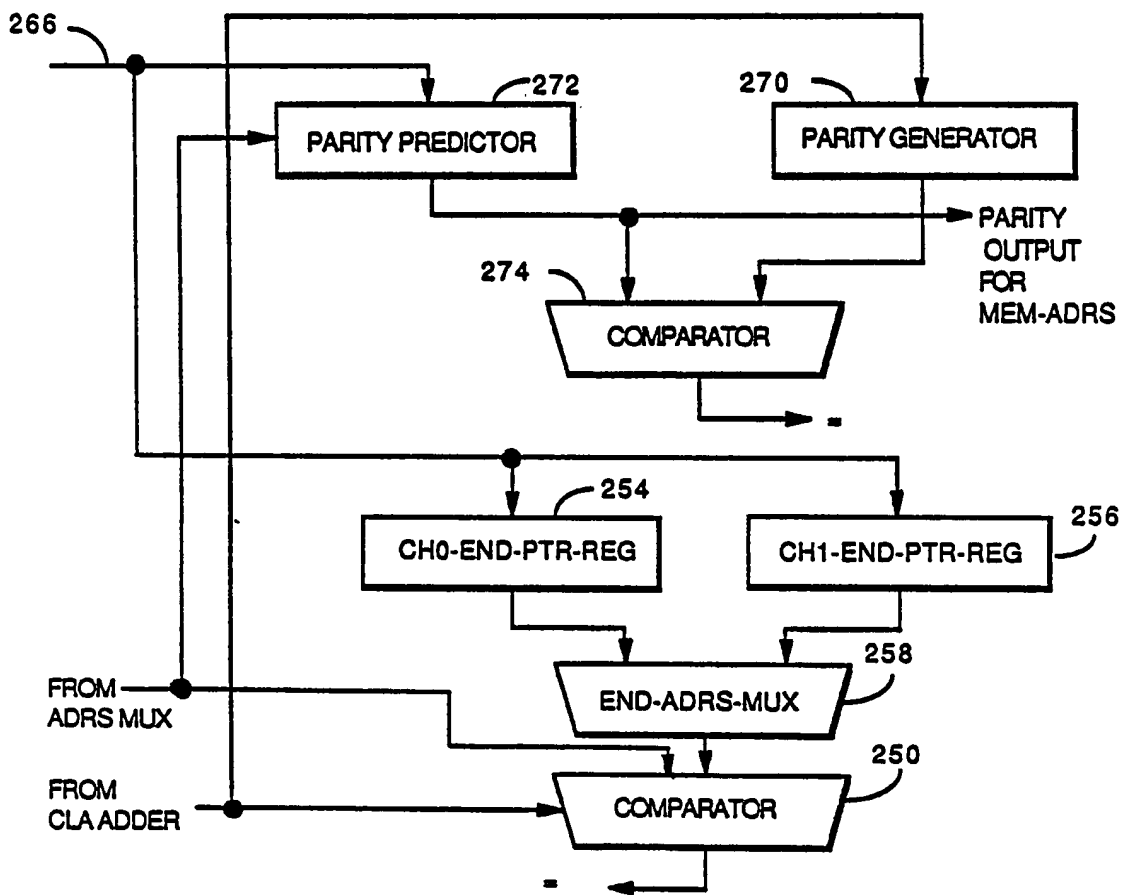 266
272
270
PARITY PREDICTOR
PARITY GENERATOR
PARITY
OUTPUT
FOR
MEM-ADRS
274
COMPARATOR
=
254
256
CH0-END-PTR-REG
CH1-END-PTR-REG
258
FROM
ADRS MUX
END-ADRS-MUX
250
FROM
CLA ADDER
COMPARATOR
=